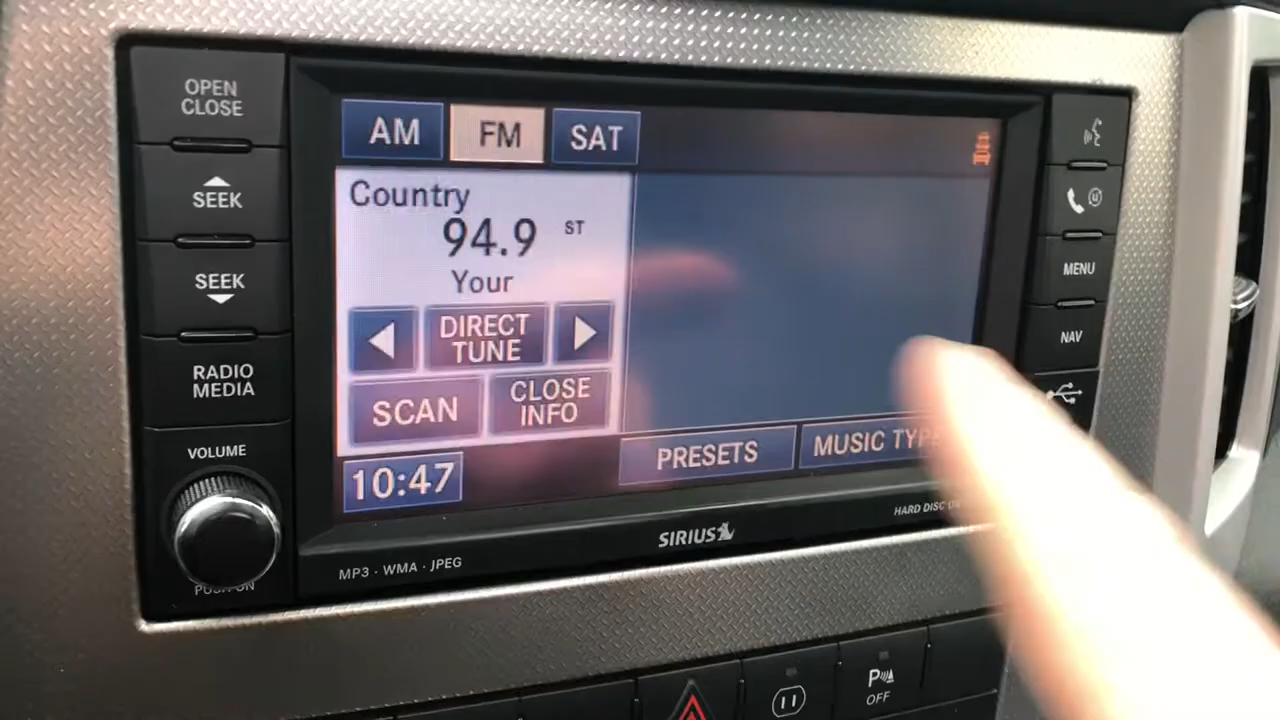 OPEN
CLOSE
SEEK
SEEK
RADIO
MEDIA
VOLUME
PUSH ON
AM
FM
SAT
Country
94.9
ST
Your
DIRECT
TUNE
SCAN
CLOSE
INFO
10:47
PRESETS
MUSIC TYPE
MENU
NAV
SIRIUS
HARD DISC
MP3 · WMA · JPEG
P
OFF